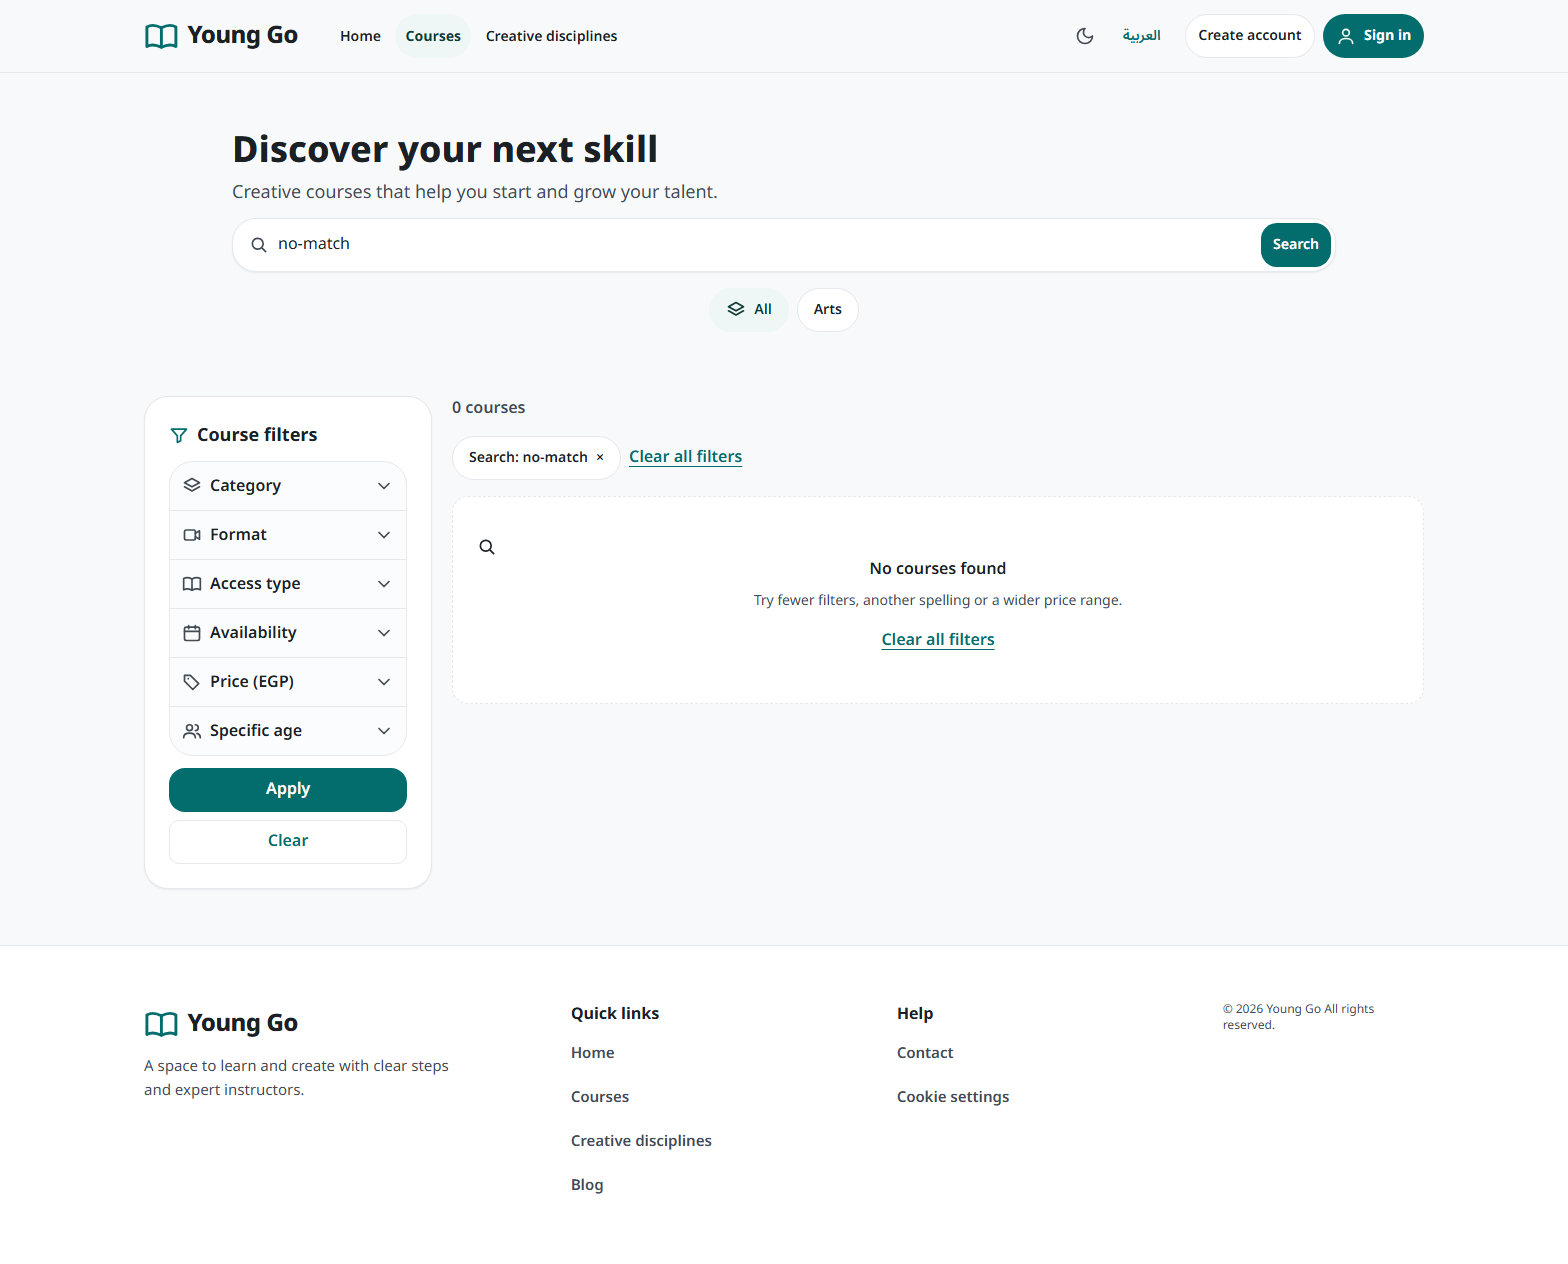 Young Go
Home
Courses
Creative disciplines
العربية
Create account
Sign in
Discover your next skill
Creative courses that help you start and grow your talent.
no-match
Search
All
Arts
Course filters
Category
Format
Access type
Availability
Price (EGP)
Specific age
Apply
Clear
0 courses
Search: no-match ×
Clear all filters
No courses found
Try fewer filters, another spelling or a wider price range.
Clear all filters
Young Go
A space to learn and create with clear steps
and expert instructors.
Quick links
Home
Courses
Creative disciplines
Blog
Help
Contact
Cookie settings
© 2026 Young Go All rights
reserved.